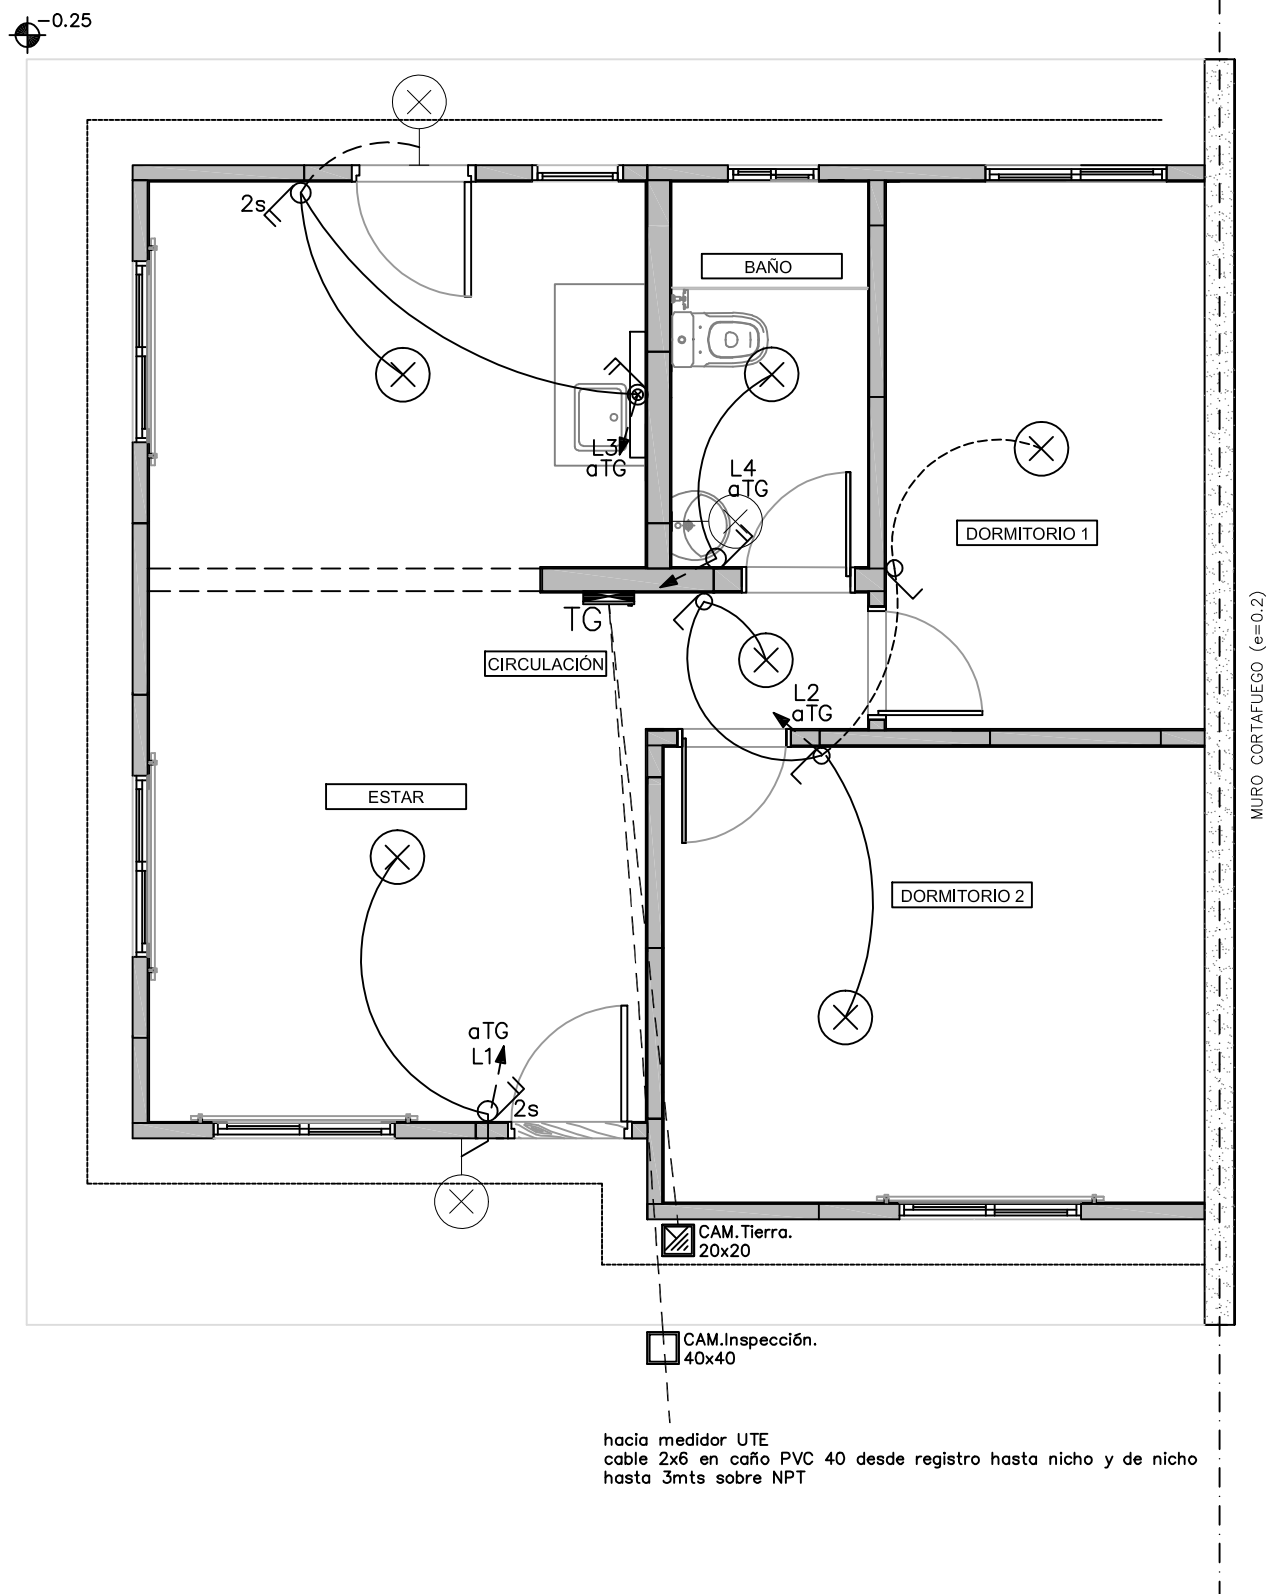 -0.25
2s
BAÑO
L3
aTG
L4
aTG
DORMITORIO 1
TG
CIRCULACIÓN
L2
aTG
MURO CORTAFUEGO (e=0.2)
ESTAR
DORMITORIO 2
aTG
L1
2s
CAM.Tierra.
20x20
CAM.Inspección.
40x40
hacia medidor UTE
cable 2x6 en caño PVC 40 desde registro hasta nicho y de nicho
hasta 3mts sobre NPT